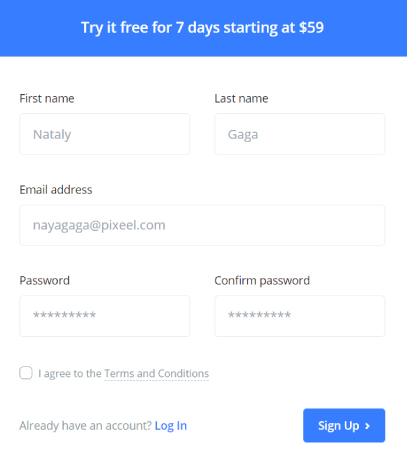 Try it free for 7 days starting at $59
First name Last name
Nataly Gaga
Email address
nayagaga@pixeel.com
Password Confirm password
********* *********
I agree to the Terms and Conditions
Already have an account? Log In Sign Up ›